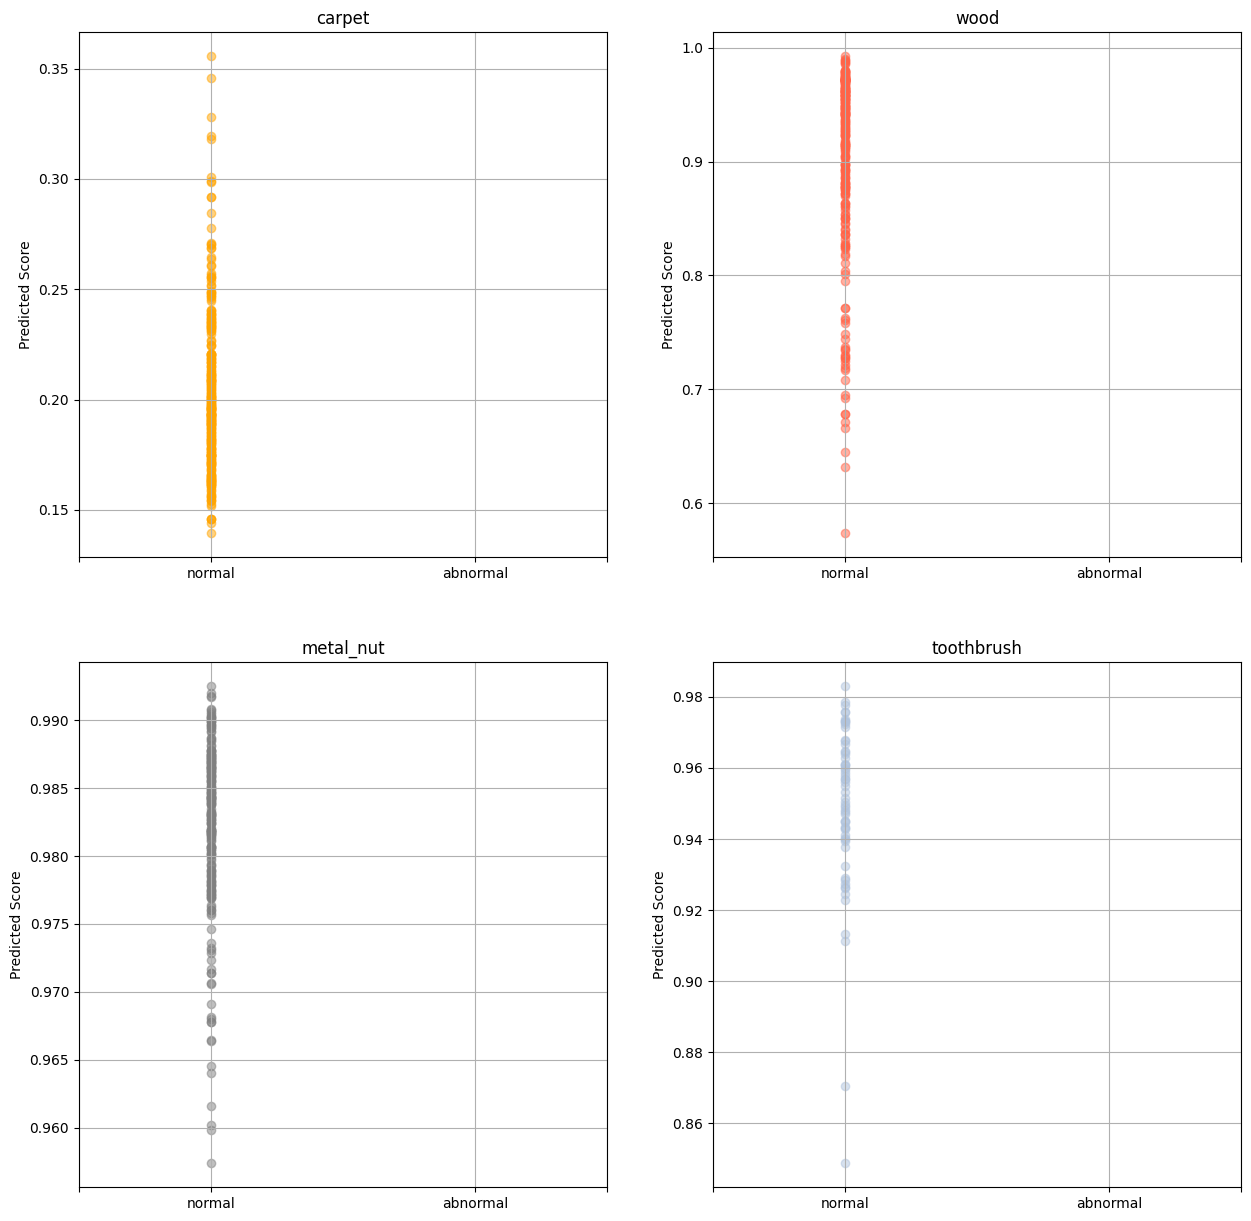 carpet
Predicted Score
0.35
0.30
0.25
0.20
0.15
normal abnormal
wood
Predicted Score
1.0
0.9
0.8
0.7
0.6
normal abnormal
metal_nut
Predicted Score
0.990
0.985
0.980
0.975
0.970
0.965
0.960
normal abnormal
toothbrush
Predicted Score
0.98
0.96
0.94
0.92
0.90
0.88
0.86
normal abnormal